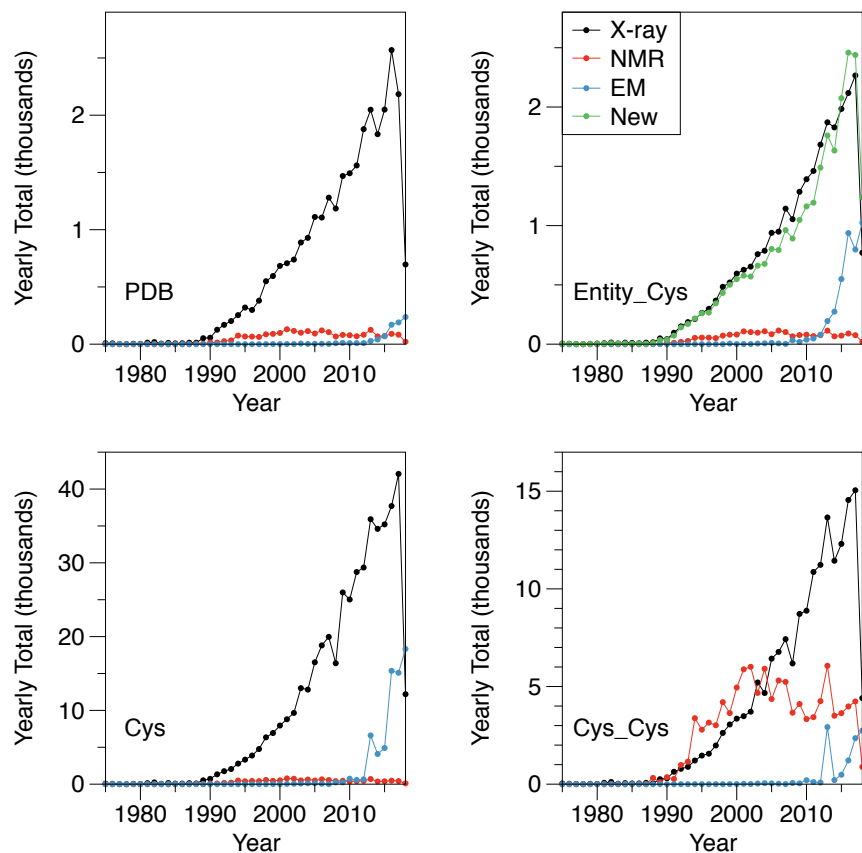 Yearly Total (thousands)
2
1
0
PDB
1980
1990
2000
2010
Year
Yearly Total (thousands)
2
1
0
X-ray
NMR
EM
New
Entity_Cys
1980
1990
2000
2010
Year
Yearly Total (thousands)
40
30
20
10
0
Cys
1980
1990
2000
2010
Year
Yearly Total (thousands)
15
10
5
0
Cys_Cys
1980
1990
2000
2010
Year